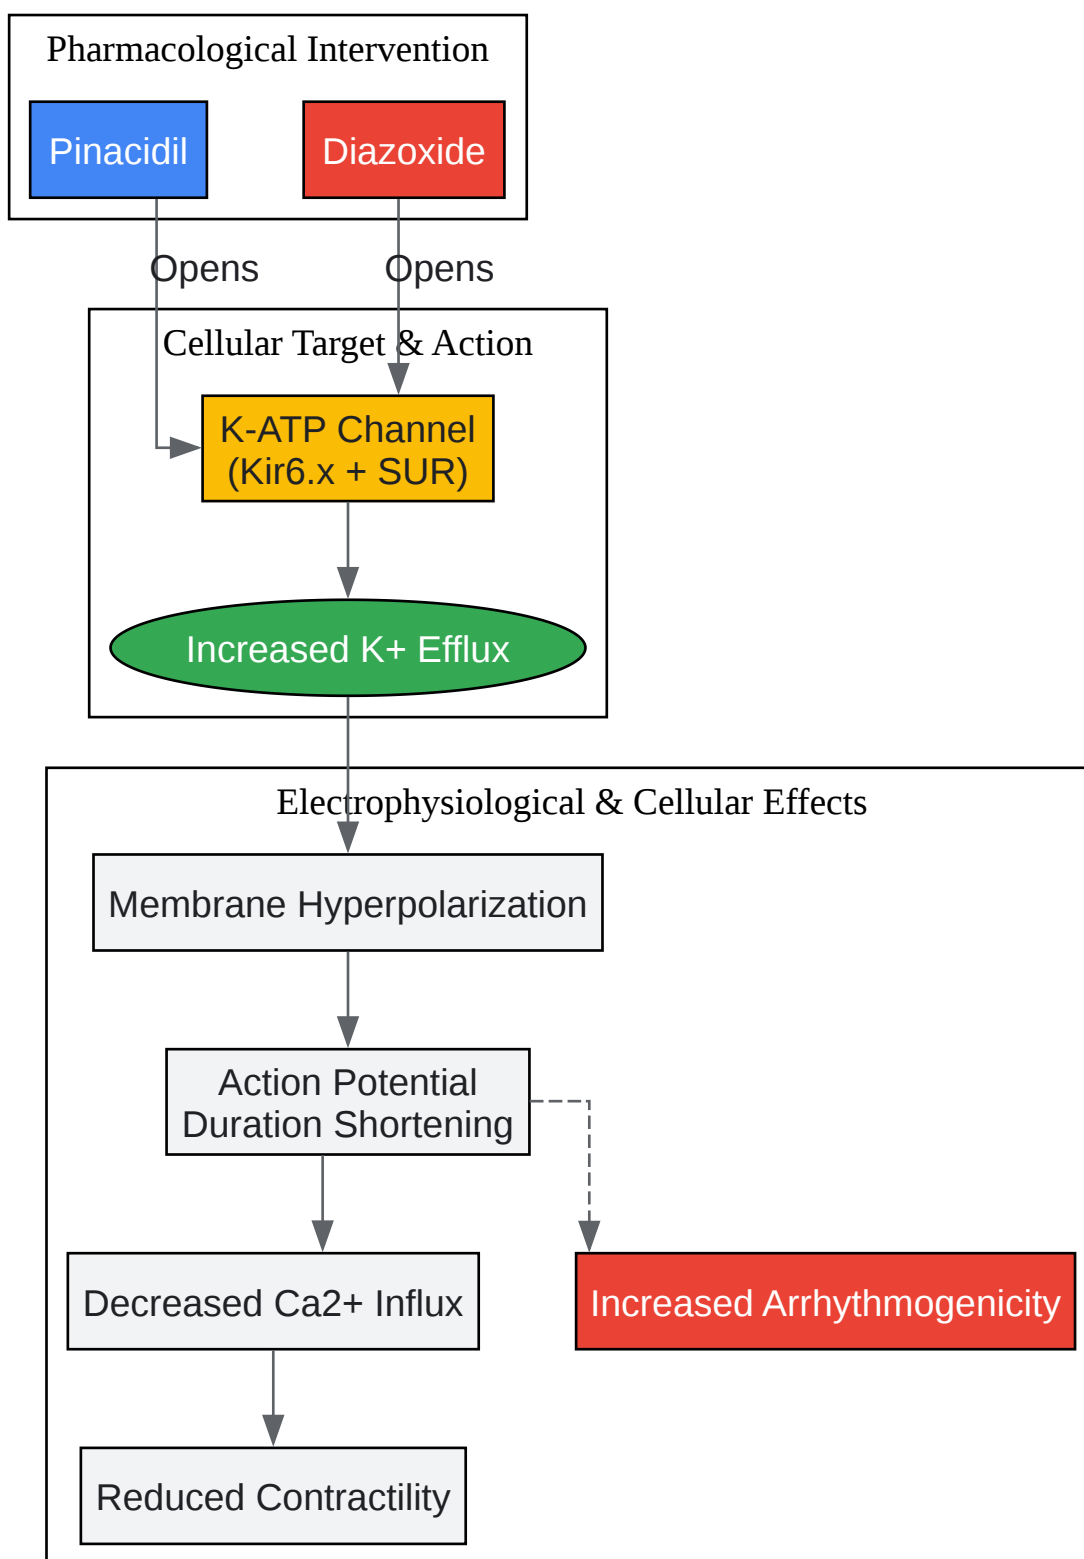 Pharmacological Intervention
Pinacidil
Diazoxide
Opens
Opens
Cellular Target & Action
K-ATP Channel
(Kir6.x + SUR)
Increased K+ Efflux
Electrophysiological & Cellular Effects
Membrane Hyperpolarization
Action Potential
Duration Shortening
Decreased Ca2+ Influx
Increased Arrhythmogenicity
Reduced Contractility